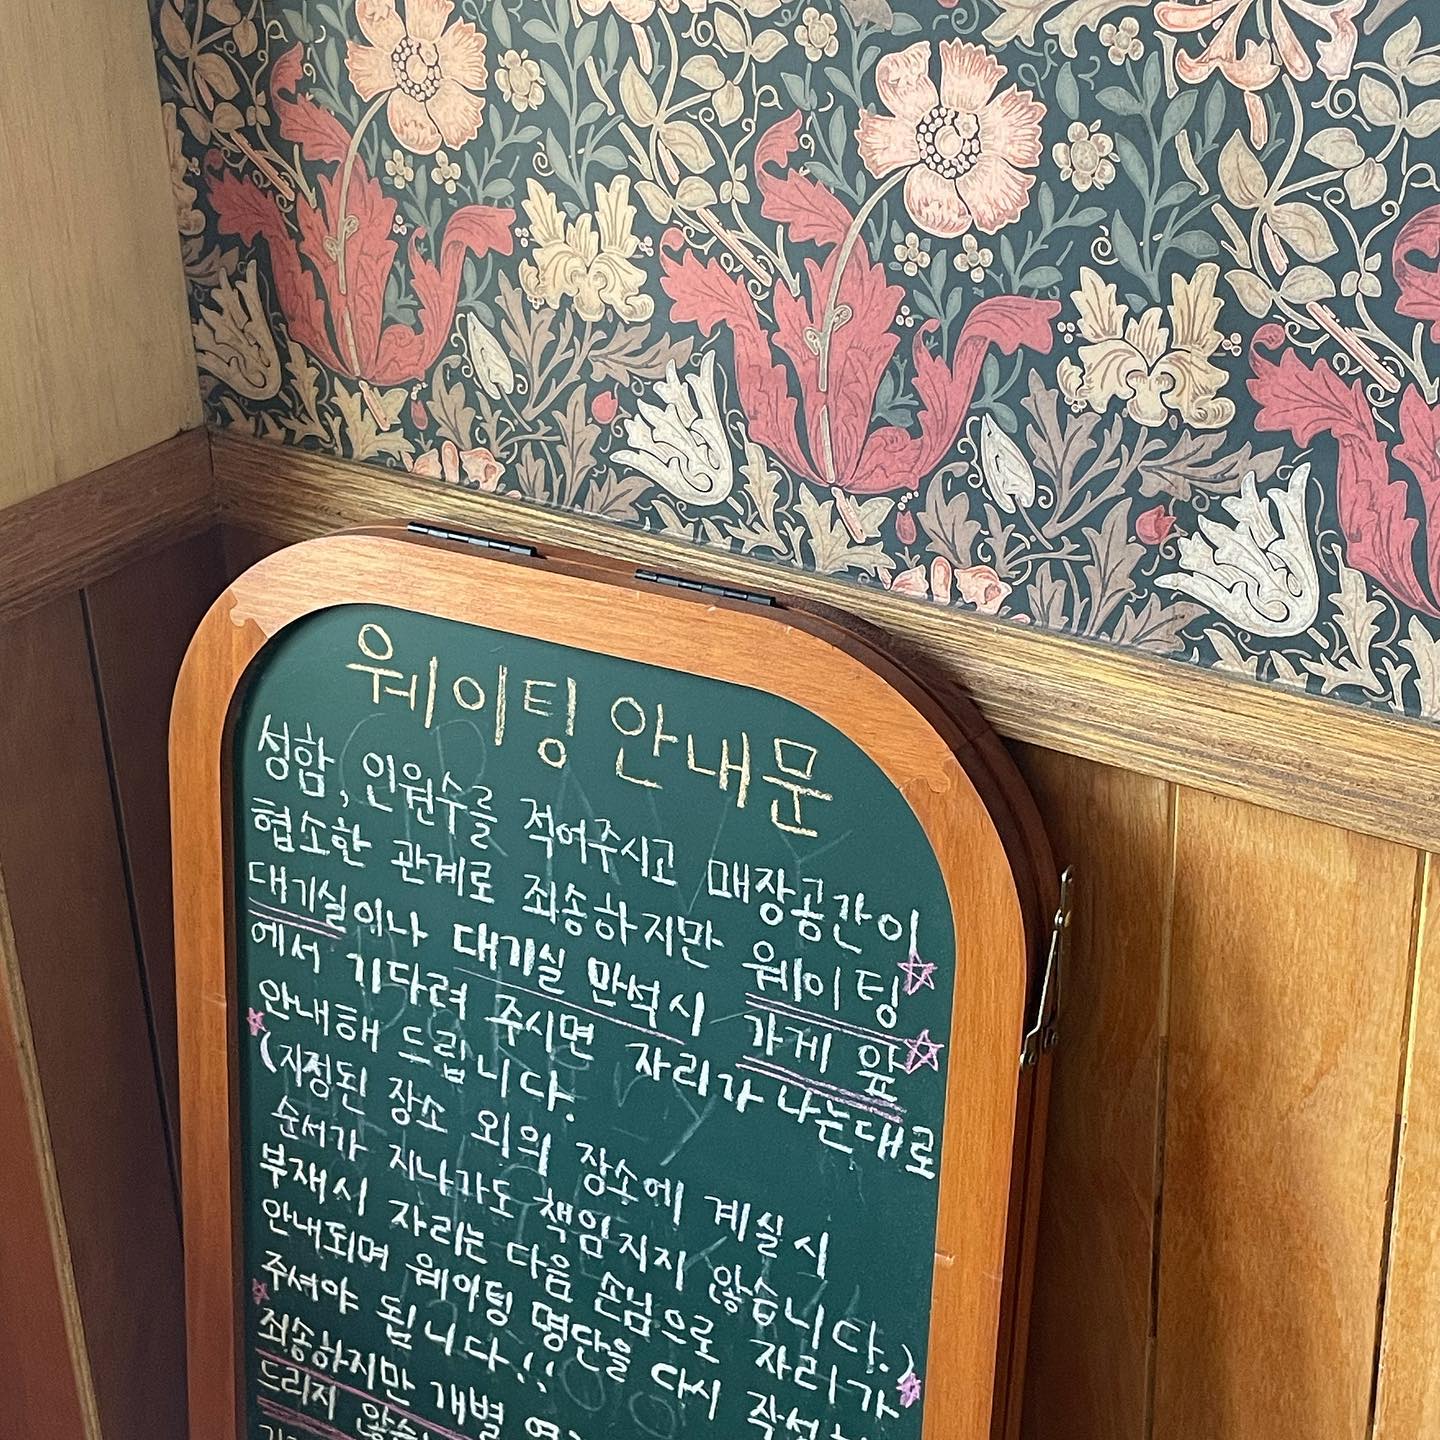 웨이팅 안내문
성함, 인원수를 적어주시고 매장공간이
협소한 관계로 죄송하지만 웨이팅
대기실이나 대기실 만석시 가게 앞
에서 기다려 주시면 자리가 나는대로
안내해 드립니다.
(지정된 장소 외의 장소에 계실 시
순서가 지나가도 책임지지 않습니다.)
부재시 자리는 다음 손님으로 자리가
안내되며 웨이팅 명단을 다시
주셔야 됩니다!!
죄송하지만 개별
드리지